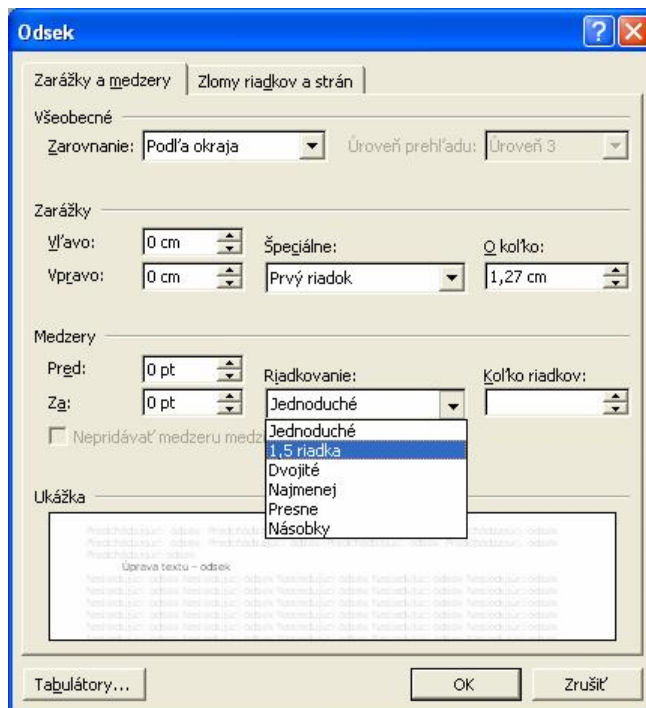 Odsek
Zarážky a medzery Zlomy riadkov a strán
Všeobecné
Zarovnanie: Podľa okraja Úroveň prehľadu: Úroveň 3
Zarážky
Vľavo: 0 cm Špeciálne: O koľko:
Vpravo: 0 cm Prvý riadok 1,27 cm
Medzery
Pred: 0 pt Riadkovanie: Koľko riadkov:
Za: 0 pt Jednoduché
Nepridávať medzeru medzi
Jednoduché
1,5 riadka
Dvojité
Najmenej
Presne
Násobky
Ukážka
Úprava textu – odsek
Tabulátory... OK Zrušiť